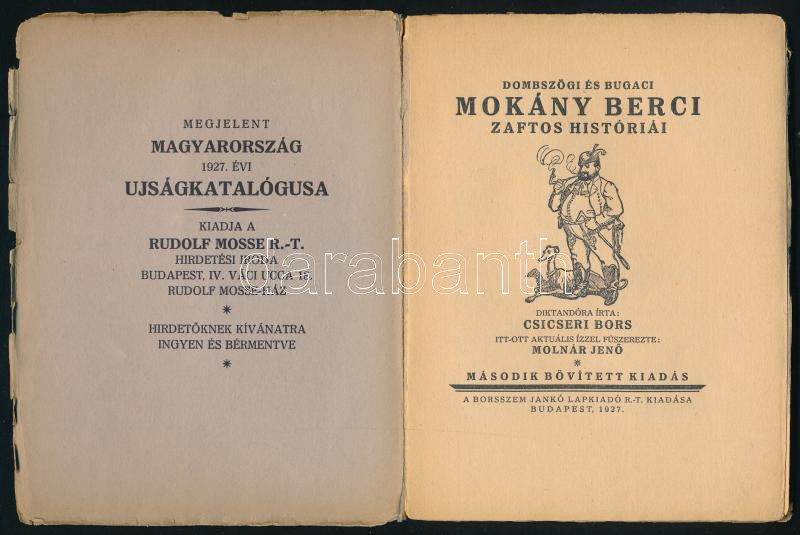 MEGJELENT
MAGYARORSZÁG
1927. ÉVI
UJSÁGKATALÓGUSA
KIADJA A
RUDOLF MOSSE R.-T.
HIRDETÉSI IRODA
BUDAPEST, IV. VÁCI UCCA 18.
RUDOLF MOSSE-HÁZ
*
HIRDETŐKNEK KÍVÁNATRA
INGYEN ÉS BÉRMENTVE
*
DOMBSZÖGI ÉS BUGACI
MOKÁNY BERCI
ZAFTOS HISTÓRIÁI
DIKTANDÓRA ÍRTA:
CSICSERI BORS
ITT-OTT AKTUÁLIS ÍZZEL FÜSZEREZTE:
MOLNÁR JENŐ
*
MÁSODIK BŐVÍTETT KIADÁS
A BORSSZEM JANKÓ LAPKIADÓ R.-T. KIADÁSA
BUDAPEST, 1927.
darabanth